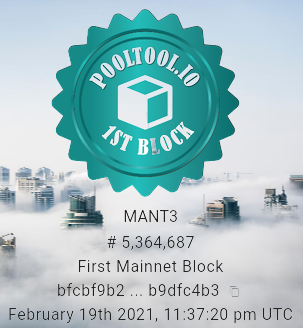 POOLTOOL.IO
1ST BLOCK
MANT3
# 5,364,687
First Mainnet Block
bfcbf9b2 ... b9dfc4b3
February 19th 2021, 11:37:20 pm UTC